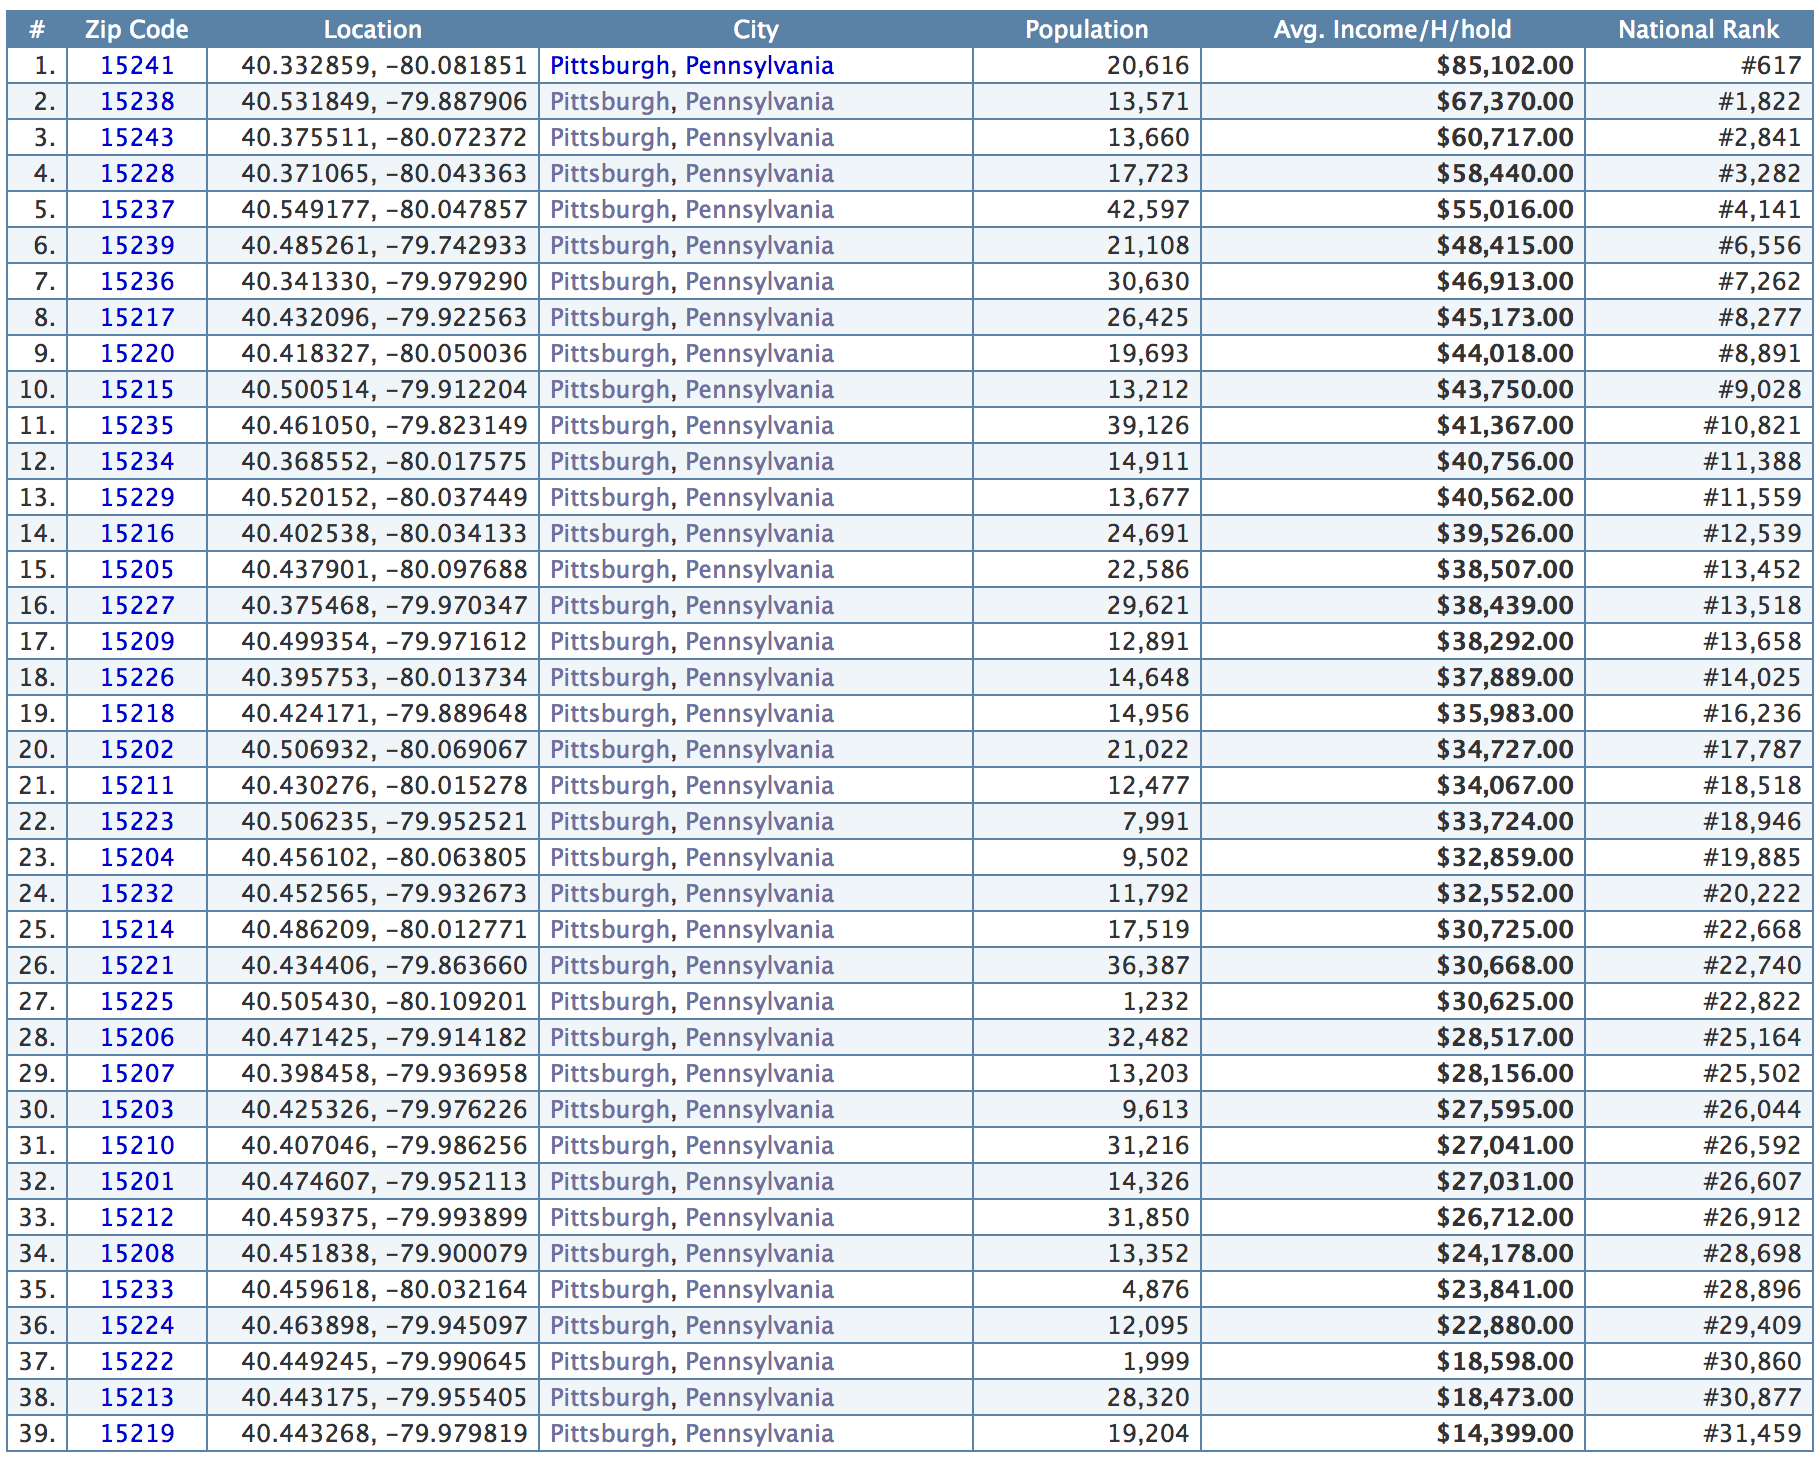 # Zip Code Location City Population Avg. Income/H/hold National Rank
1. 15241 40.332859, -80.081851 Pittsburgh, Pennsylvania 20,616 $85,102.00 #617
2. 15238 40.531849, -79.887906 Pittsburgh, Pennsylvania 13,571 $67,370.00 #1,822
3. 15243 40.375511, -80.072372 Pittsburgh, Pennsylvania 13,660 $60,717.00 #2,841
4. 15228 40.371065, -80.043363 Pittsburgh, Pennsylvania 17,723 $58,440.00 #3,282
5. 15237 40.549177, -80.047857 Pittsburgh, Pennsylvania 42,597 $55,016.00 #4,141
6. 15239 40.485261, -79.742933 Pittsburgh, Pennsylvania 21,108 $48,415.00 #6,556
7. 15236 40.341330, -79.979290 Pittsburgh, Pennsylvania 30,630 $46,913.00 #7,262
8. 15217 40.432096, -79.922563 Pittsburgh, Pennsylvania 26,425 $45,173.00 #8,277
9. 15220 40.418327, -80.050036 Pittsburgh, Pennsylvania 19,693 $44,018.00 #8,891
10. 15215 40.500514, -79.912204 Pittsburgh, Pennsylvania 13,212 $43,750.00 #9,028
11. 15235 40.461050, -79.823149 Pittsburgh, Pennsylvania 39,126 $41,367.00 #10,821
12. 15234 40.368552, -80.017575 Pittsburgh, Pennsylvania 14,911 $40,756.00 #11,388
13. 15229 40.520152, -80.037449 Pittsburgh, Pennsylvania 13,677 $40,562.00 #11,559
14. 15216 40.402538, -80.034133 Pittsburgh, Pennsylvania 24,691 $39,526.00 #12,539
15. 15205 40.437901, -80.097688 Pittsburgh, Pennsylvania 22,586 $38,507.00 #13,452
16. 15227 40.375468, -79.970347 Pittsburgh, Pennsylvania 29,621 $38,439.00 #13,518
17. 15209 40.499354, -79.971612 Pittsburgh, Pennsylvania 12,891 $38,292.00 #13,658
18. 15226 40.395753, -80.013734 Pittsburgh, Pennsylvania 14,648 $37,889.00 #14,025
19. 15218 40.424171, -79.889648 Pittsburgh, Pennsylvania 14,956 $35,983.00 #16,236
20. 15202 40.506932, -80.069067 Pittsburgh, Pennsylvania 21,022 $34,727.00 #17,787
21. 15211 40.430276, -80.015278 Pittsburgh, Pennsylvania 12,477 $34,067.00 #18,518
22. 15223 40.506235, -79.952521 Pittsburgh, Pennsylvania 7,991 $33,724.00 #18,946
23. 15204 40.456102, -80.063805 Pittsburgh, Pennsylvania 9,502 $32,859.00 #19,885
24. 15232 40.452565, -79.932673 Pittsburgh, Pennsylvania 11,792 $32,552.00 #20,222
25. 15214 40.486209, -80.012771 Pittsburgh, Pennsylvania 17,519 $30,725.00 #22,668
26. 15221 40.434406, -79.863660 Pittsburgh, Pennsylvania 36,387 $30,668.00 #22,740
27. 15225 40.505430, -80.109201 Pittsburgh, Pennsylvania 1,232 $30,625.00 #22,822
28. 15206 40.471425, -79.914182 Pittsburgh, Pennsylvania 32,482 $28,517.00 #25,164
29. 15207 40.398458, -79.936958 Pittsburgh, Pennsylvania 13,203 $28,156.00 #25,502
30. 15203 40.425326, -79.976226 Pittsburgh, Pennsylvania 9,613 $27,595.00 #26,044
31. 15210 40.407046, -79.986256 Pittsburgh, Pennsylvania 31,216 $27,041.00 #26,592
32. 15201 40.474607, -79.952113 Pittsburgh, Pennsylvania 14,326 $27,031.00 #26,607
33. 15212 40.459375, -79.993899 Pittsburgh, Pennsylvania 31,850 $26,712.00 #26,912
34. 15208 40.451838, -79.900079 Pittsburgh, Pennsylvania 13,352 $24,178.00 #28,698
35. 15233 40.459618, -80.032164 Pittsburgh, Pennsylvania 4,876 $23,841.00 #28,896
36. 15224 40.463898, -79.945097 Pittsburgh, Pennsylvania 12,095 $22,880.00 #29,409
37. 15222 40.449245, -79.990645 Pittsburgh, Pennsylvania 1,999 $18,598.00 #30,860
38. 15213 40.443175, -79.955405 Pittsburgh, Pennsylvania 28,320 $18,473.00 #30,877
39. 15219 40.443268, -79.979819 Pittsburgh, Pennsylvania 19,204 $14,399.00 #31,459